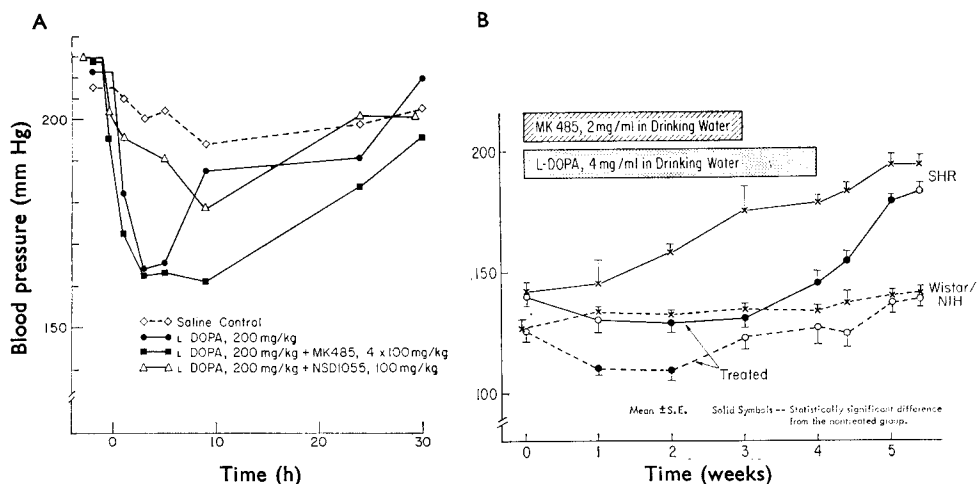 A
Blood pressure (mm Hg)
200
150
Saline Control
L DOPA, 200 mg/kg
L DOPA, 200 mg/kg + MK485, 4 x 100 mg/kg
L DOPA, 200 mg/kg + NSD1055, 100 mg/kg
0
10
20
30
Time (h)
B
MK 485, 2mg/ml in Drinking Water
L-DOPA, 4 mg/ml in Drinking Water
200
150
100
SHR
Wistar/
NIH
Treated
Mean ± S.E. Solid Symbols -- Statistically significant difference
from the nontreated group.
0
1
2
3
4
5
Time (weeks)